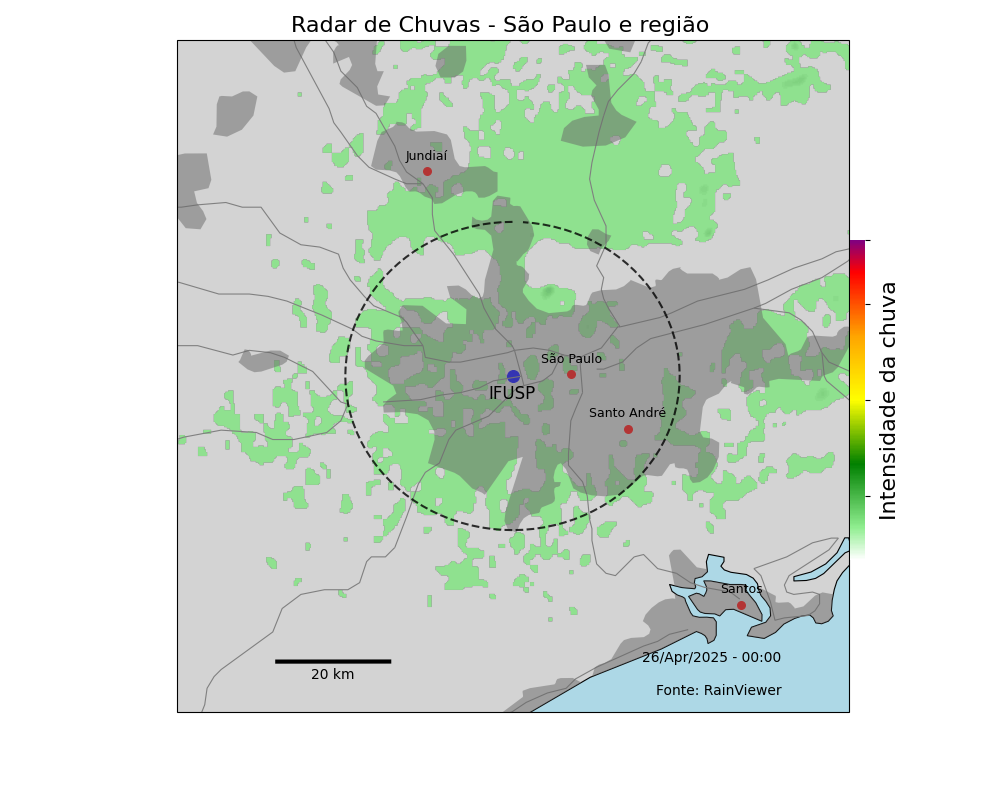 Radar de Chuvas - São Paulo e região
Jundiaí
São Paulo
IFUSP
Santo André
Intensidade da chuva
Santos
26/Apr/2025 - 00:00
20 km
Fonte: RainViewer